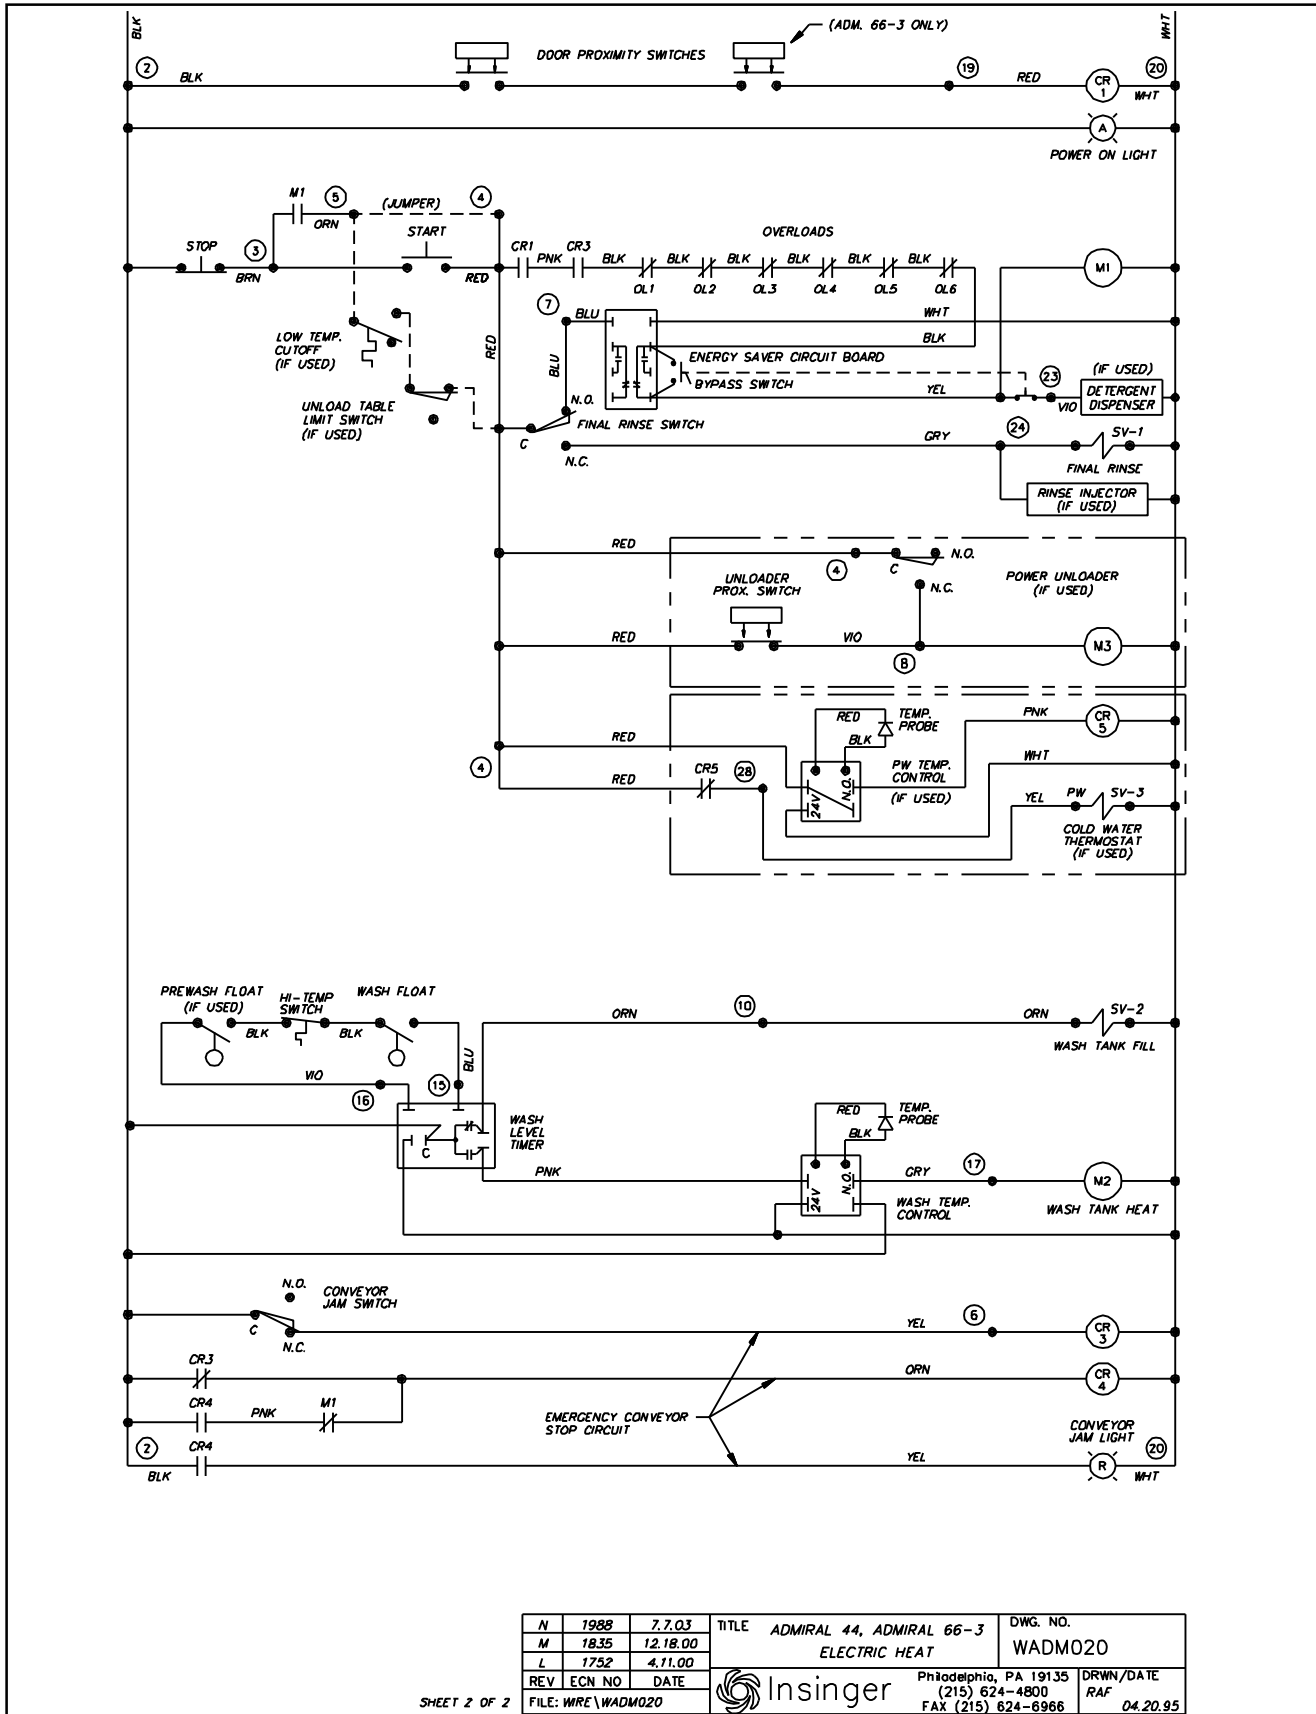 BLK
WHT
(ADM. 66-3 ONLY)
DOOR PROXIMITY SWITCHES
2
BLK
19
RED
CR
1
20
WHT
A
POWER ON LIGHT
M1
5
ORN
(JUMPER)
4
STOP
3
BRN
START
RED
CR1
PNK
CR3
BLK
OVERLOADS
BLK
BLK
BLK
BLK
BLK
OL1
OL2
OL3
OL4
OL5
OL6
M1
7
BLU
WHT
LOW TEMP.
CUTOFF
(IF USED)
RED
BLU
BLK
ENERGY SAVER CIRCUIT BOARD
BYPASS SWITCH
YEL
23
VIO
(IF USED)
DETERGENT
DISPENSER
UNLOAD TABLE
LIMIT SWITCH
(IF USED)
N.O.
FINAL RINSE SWITCH
C
N.C.
GRY
24
SV-1
FINAL RINSE
RINSE INJECTOR
(IF USED)
RED
4
C
N.O.
N.C.
POWER UNLOADER
(IF USED)
UNLOADER
PROX. SWITCH
RED
VIO
8
M3
RED
BLK
TEMP.
PROBE
PNK
CR
5
RED
4
RED
CR5
28
24V
N.O.
PW TEMP.
CONTROL
(IF USED)
WHT
YEL
PW
SV-3
COLD WATER
THERMOSTAT
(IF USED)
PREWASH FLOAT
(IF USED)
HI-TEMP
SWITCH
WASH FLOAT
BLK
BLK
BLU
ORN
10
ORN
SV-2
WASH TANK FILL
VIO
16
15
WASH
LEVEL
TIMER
C
PNK
RED
BLK
TEMP.
PROBE
24V
N.O.
GRY
17
M2
WASH TEMP.
CONTROL
WASH TANK HEAT
N.O.
CONVEYOR
JAM SWITCH
C
N.C.
YEL
6
CR
3
CR3
ORN
CR
4
CR4
PNK
M1
EMERGENCY CONVEYOR
STOP CIRCUIT
2
BLK
CR4
YEL
CONVEYOR
JAM LIGHT
R
20
WHT
N 1988 7.7.03
M 1835 12.18.00
L 1752 4.11.00
REV ECN NO DATE
SHEET 2 OF 2
FILE: WIRE\WADM020
TITLE ADMIRAL 44, ADMIRAL 66-3
ELECTRIC HEAT
DWG. NO.
WADM020
Insinger
Philadelphia, PA 19135
(215) 624-4800
FAX (215) 624-6966
DRWN/DATE
RAF
04.20.95